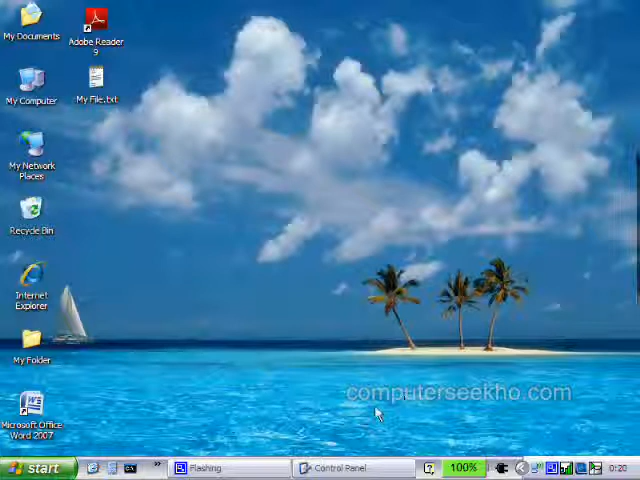 My Documents
Adobe Reader
9
My Computer
My File.txt
My Network
Places
Recycle Bin
Internet
Explorer
My Folder
computerseekho.com
Microsoft Office
Word 2007
start
Flashing
Control Panel
100%
0:20